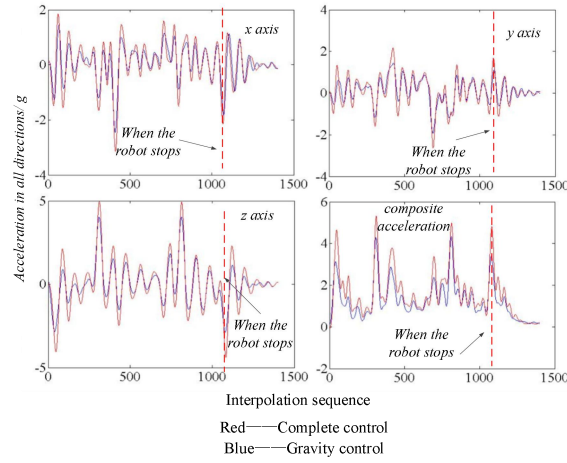 Acceleration in all directions/ g
2
0
-2
-4
0 500 1000 1500
x axis
When the
robot stops
4
2
0
-2
-4
0 500 1000 1500
y axis
When the
robot stops
5
0
-5
0 500 1000 1500
z axis
When the
robot stops
6
4
2
0
-2
0 500 1000 1500
composite
acceleration
When the
robot stops
Interpolation sequence
Red——Complete control
Blue——Gravity control